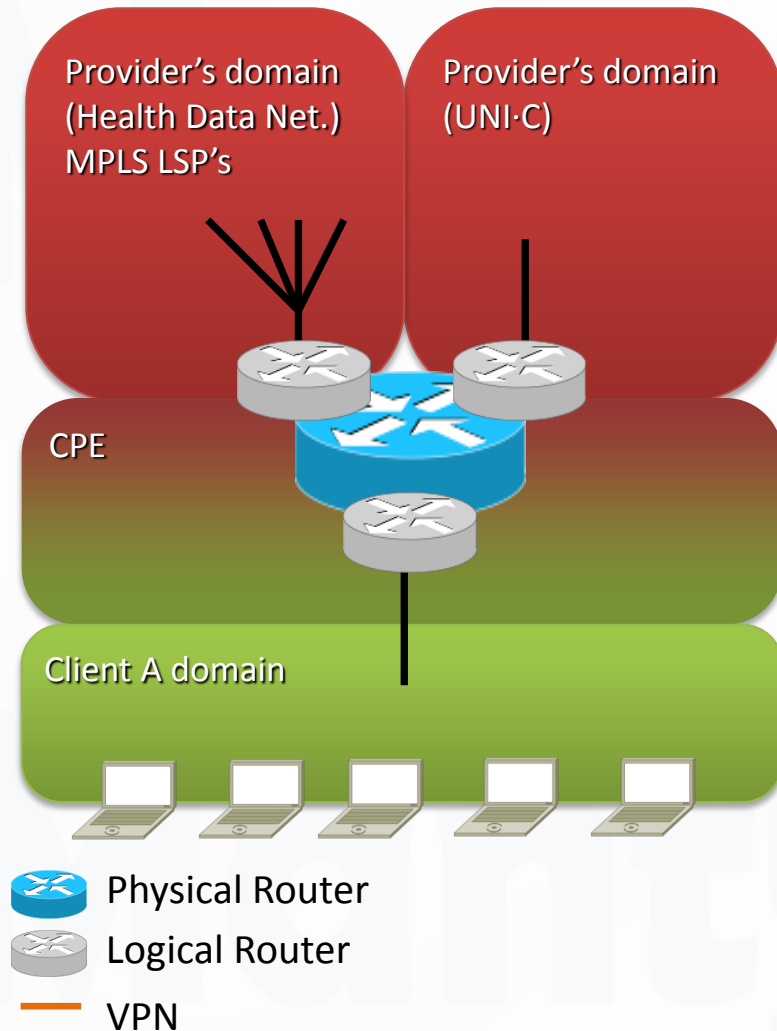 Provider's domain
(Health Data Net.)
MPLS LSP's
Provider's domain
(UNI·C)
CPE
Client A domain
Physical Router
Logical Router
VPN